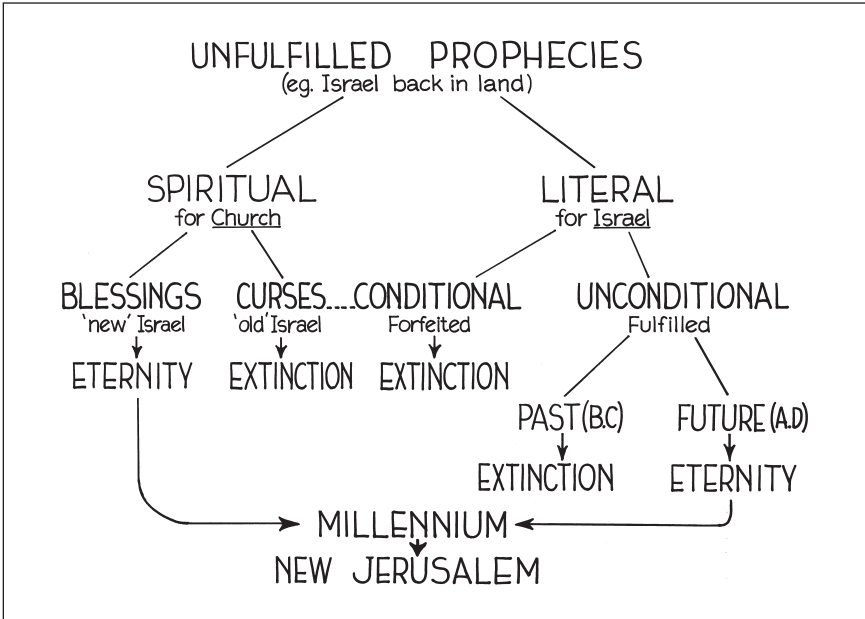 UNFULFILLED PROPHECIES
(eg. Israel back in land)
SPIRITUAL
for Church
LITERAL
for Israel
BLESSINGS
'new' Israel
ETERNITY
CURSES
'old' Israel
EXTINCTION
CONDITIONAL
Forfeited
EXTINCTION
UNCONDITIONAL
Fulfilled
PAST (B.C)
EXTINCTION
FUTURE (A.D)
ETERNITY
MILLENNIUM
NEW JERUSALEM